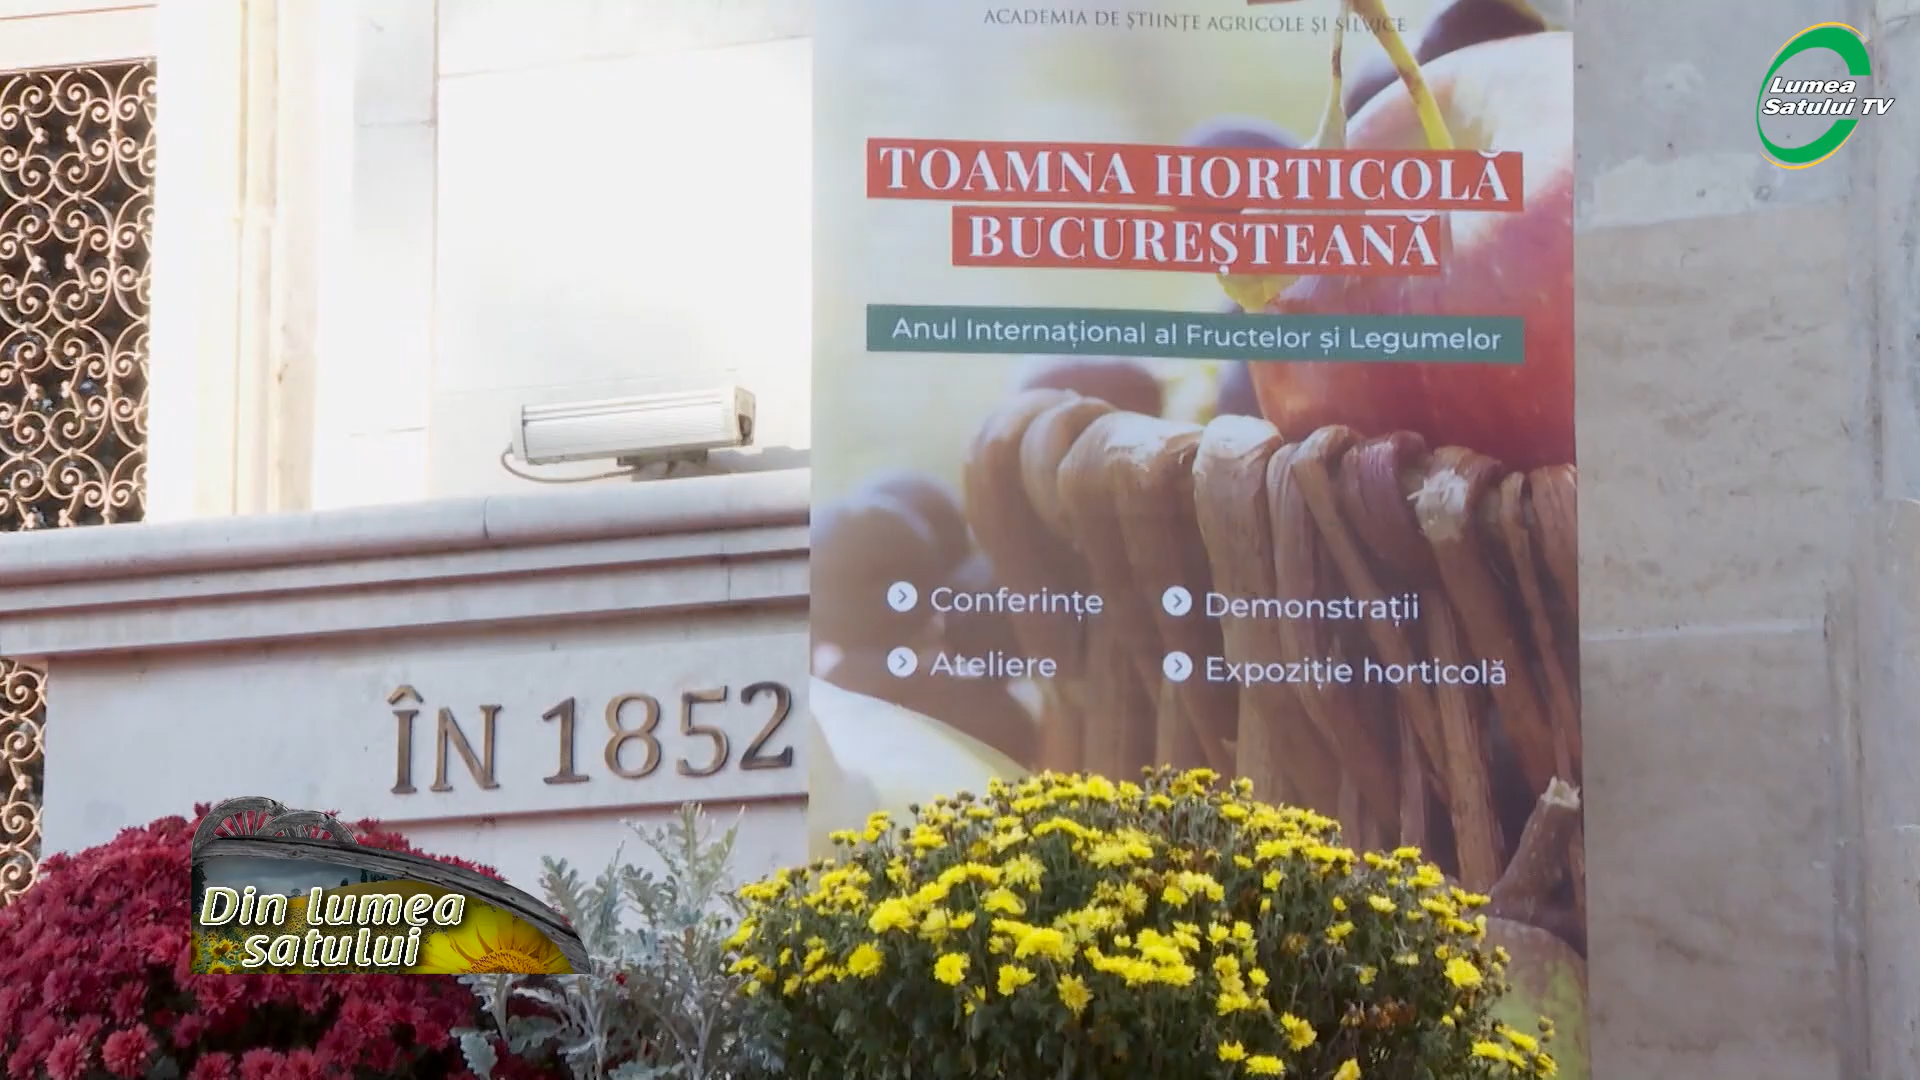 ACADEMIA DE ȘTIINȚE AGRICOLE ȘI SILVICE
Lumea
Satului TV
TOAMNA HORTICOLĂ
BUCUREȘTEANĂ
Anul Internațional al Fructelor și Legumelor
Conferințe
Demonstrații
Ateliere
Expoziție horticolă
ÎN 1852
Din lumea
satului